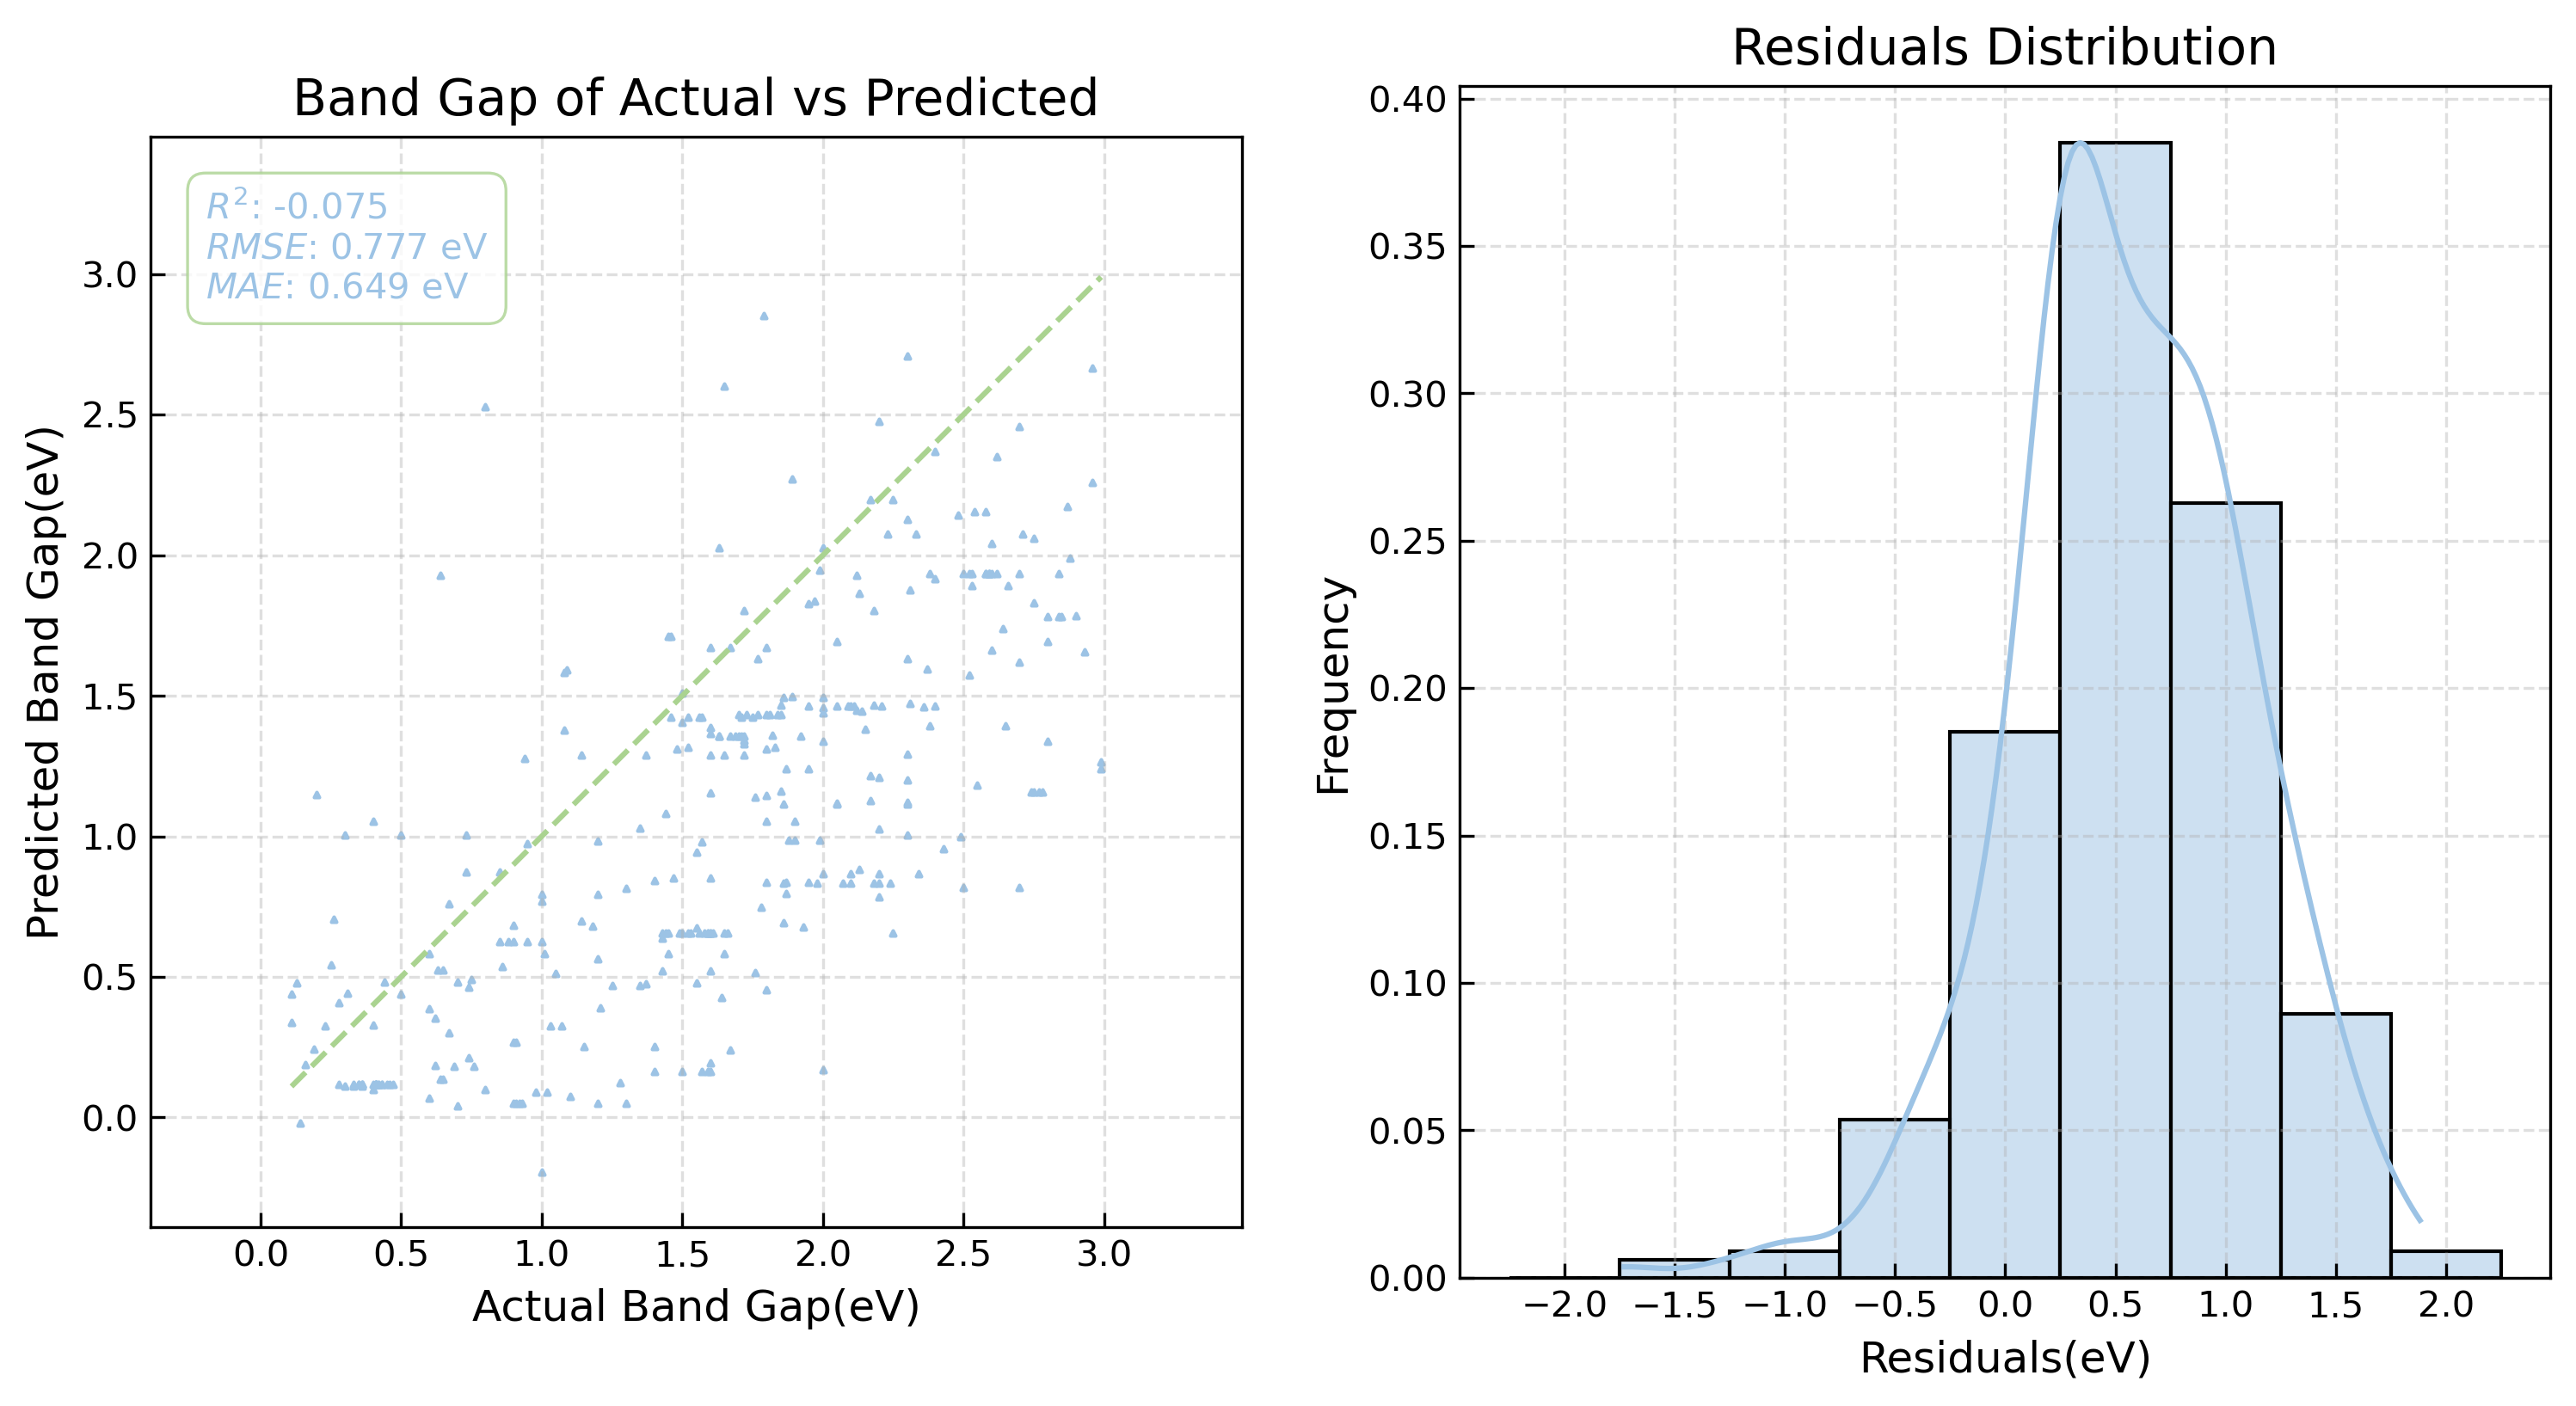 Band Gap of Actual vs Predicted
R²: -0.075
RMSE: 0.777 eV
MAE: 0.649 eV
Predicted Band Gap(eV)
3.0
2.5
2.0
1.5
1.0
0.5
0.0
0.0 0.5 1.0 1.5 2.0 2.5 3.0
Actual Band Gap(eV)
Residuals Distribution
Frequency
0.40
0.35
0.30
0.25
0.20
0.15
0.10
0.05
0.00
−2.0 −1.5 −1.0 −0.5 0.0 0.5 1.0 1.5 2.0
Residuals(eV)